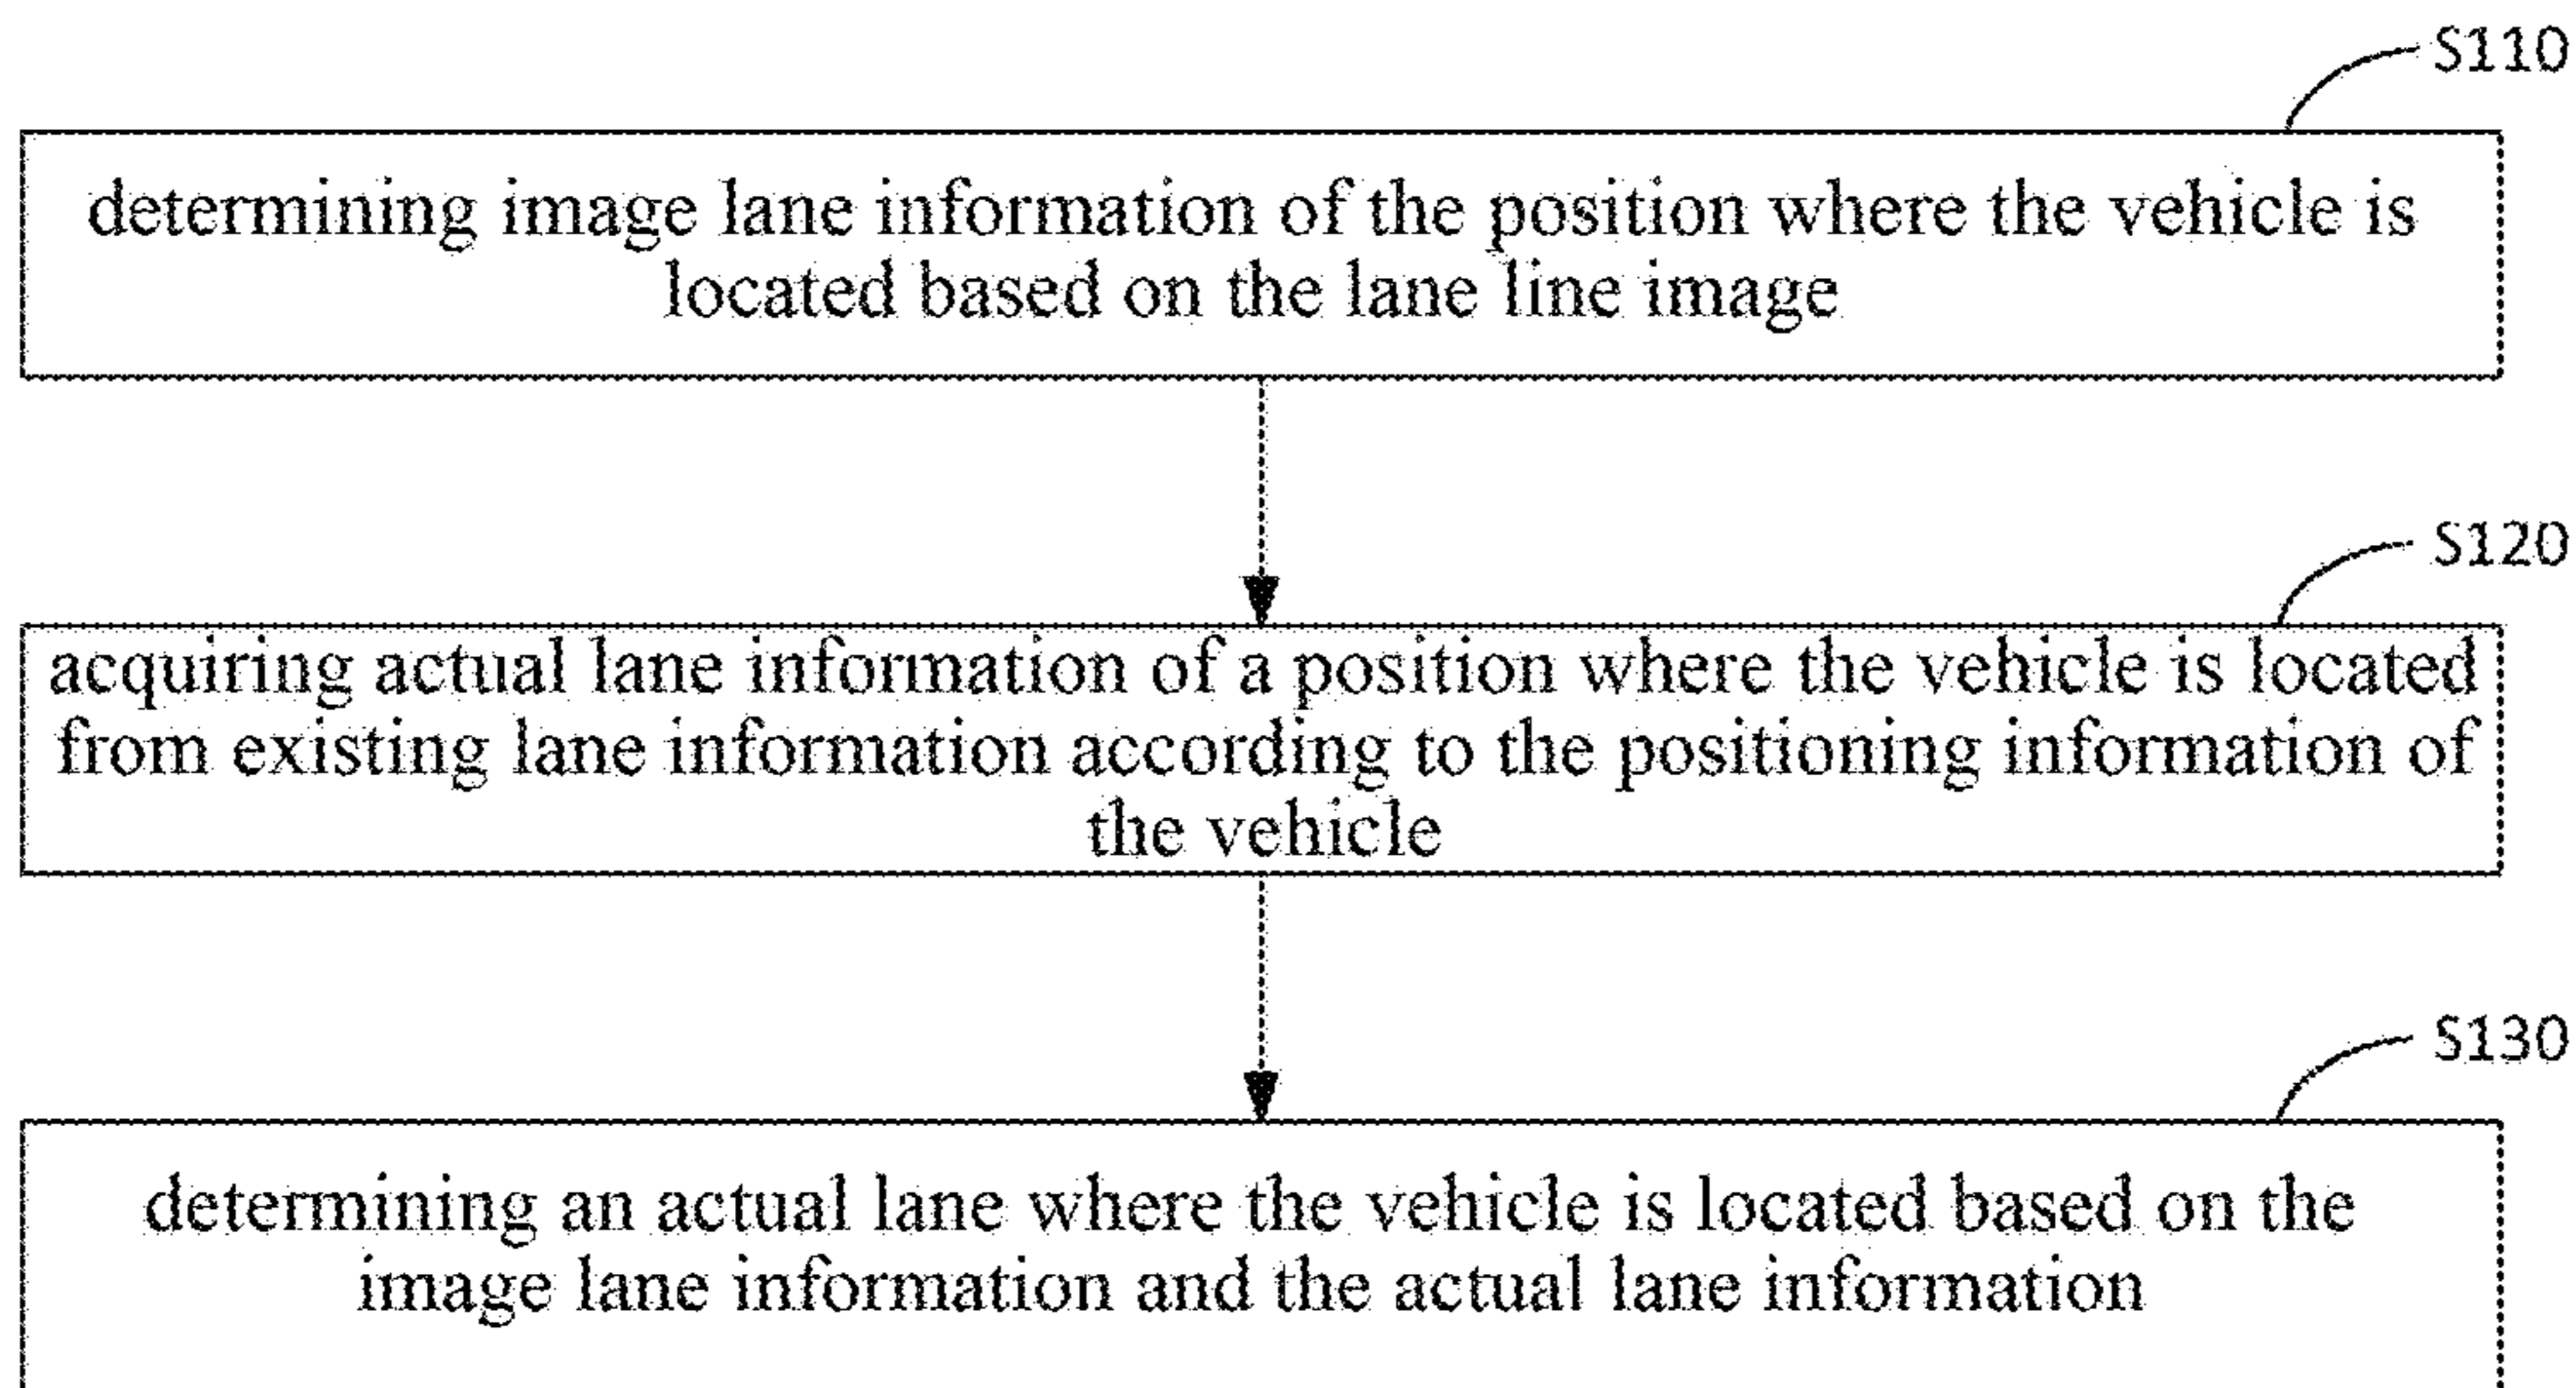 S110
determining image lane information of the position where the vehicle is
located based on the lane line image
S120
acquiring actual lane information of a position where the vehicle is located
from existing lane information according to the positioning information of
the vehicle
S130
determining an actual lane where the vehicle is located based on the
image lane information and the actual lane information